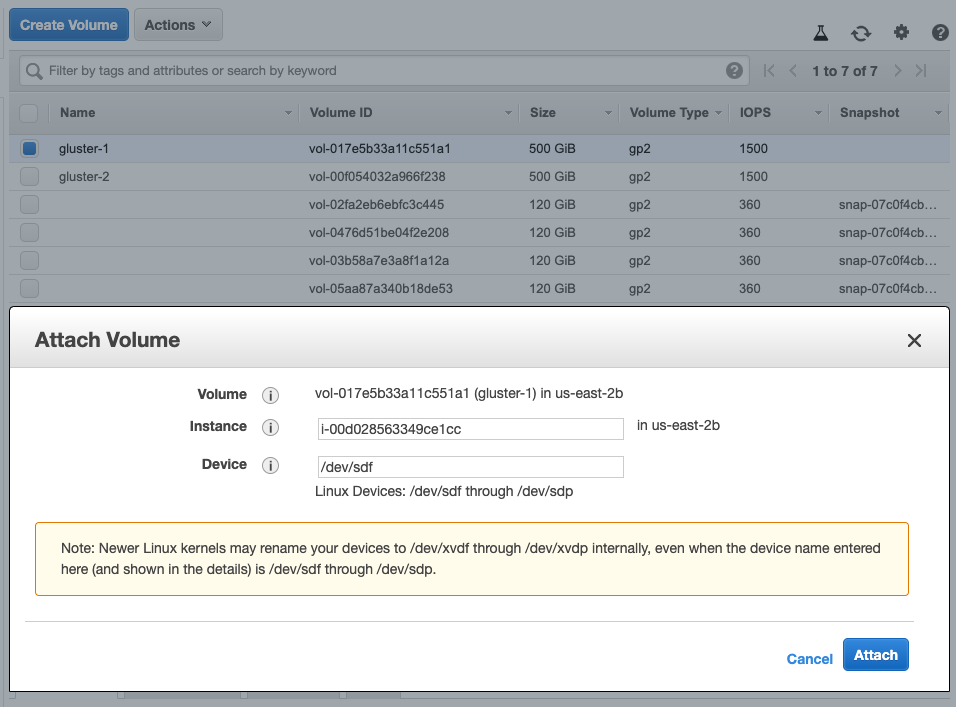 Create Volume Actions
Filter by tags and attributes or search by keyword ? 1 to 7 of 7
Name Volume ID Size Volume Type IOPS Snapshot
gluster-1 vol-017e5b33a11c551a1 500 GiB gp2 1500
gluster-2 vol-00f054032a966f238 500 GiB gp2 1500
vol-02fa2eb6ebfc3c445 120 GiB gp2 360 snap-07c0f4cb…
vol-0476d51be04f2e208 120 GiB gp2 360 snap-07c0f4cb…
vol-03b58a7e3a8f1a12a 120 GiB gp2 360 snap-07c0f4cb…
vol-05aa87a340b18de53 120 GiB gp2 360 snap-07c0f4cb…
Attach Volume
Volume i vol-017e5b33a11c551a1 (gluster-1) in us-east-2b
Instance i i-00d028563349ce1cc in us-east-2b
Device i /dev/sdf
Linux Devices: /dev/sdf through /dev/sdp
Note: Newer Linux kernels may rename your devices to /dev/xvdf through /dev/xvdp internally, even when the device name entered
here (and shown in the details) is /dev/sdf through /dev/sdp.
Cancel Attach